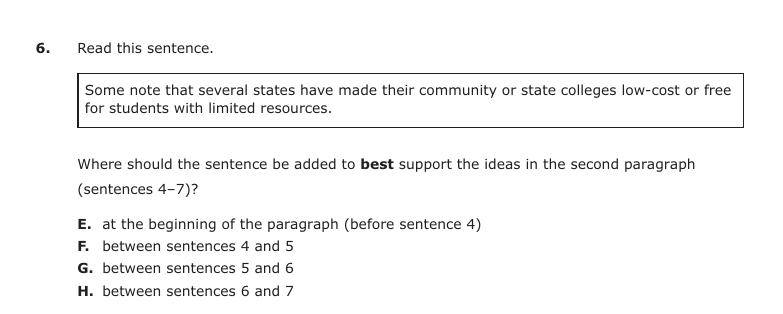 6. Read this sentence.
Some note that several states have made their community or state colleges low-cost or free
for students with limited resources.
Where should the sentence be added to best support the ideas in the second paragraph
(sentences 4–7)?
E. at the beginning of the paragraph (before sentence 4)
F. between sentences 4 and 5
G. between sentences 5 and 6
H. between sentences 6 and 7